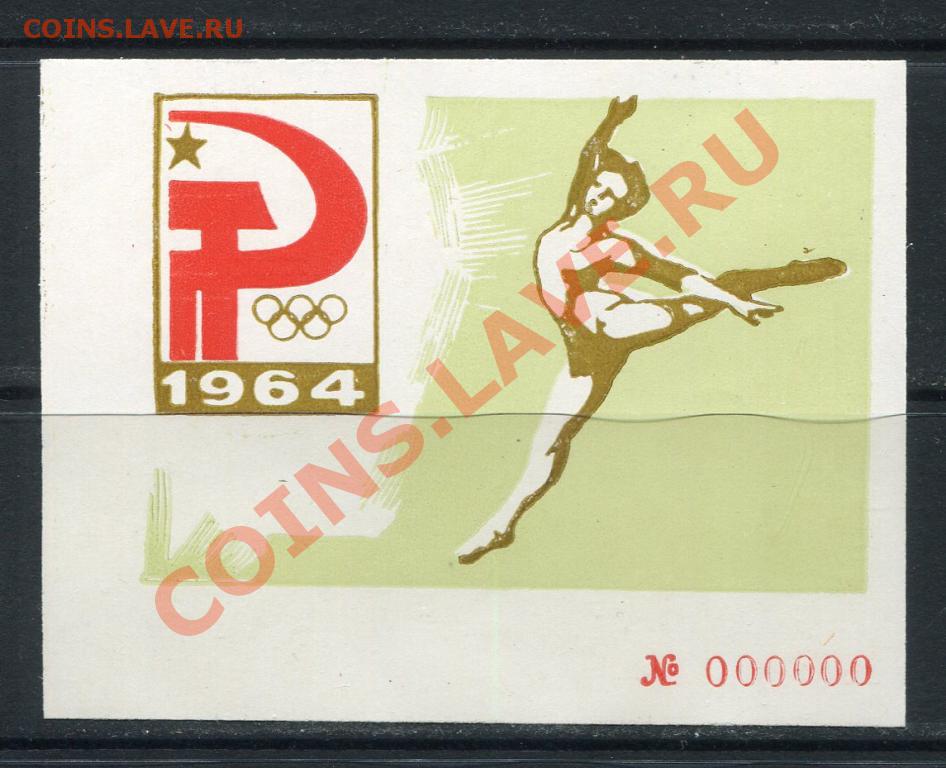 COINS.LAVE.RU
1964
COINS.LAVE.RU
№ 000000